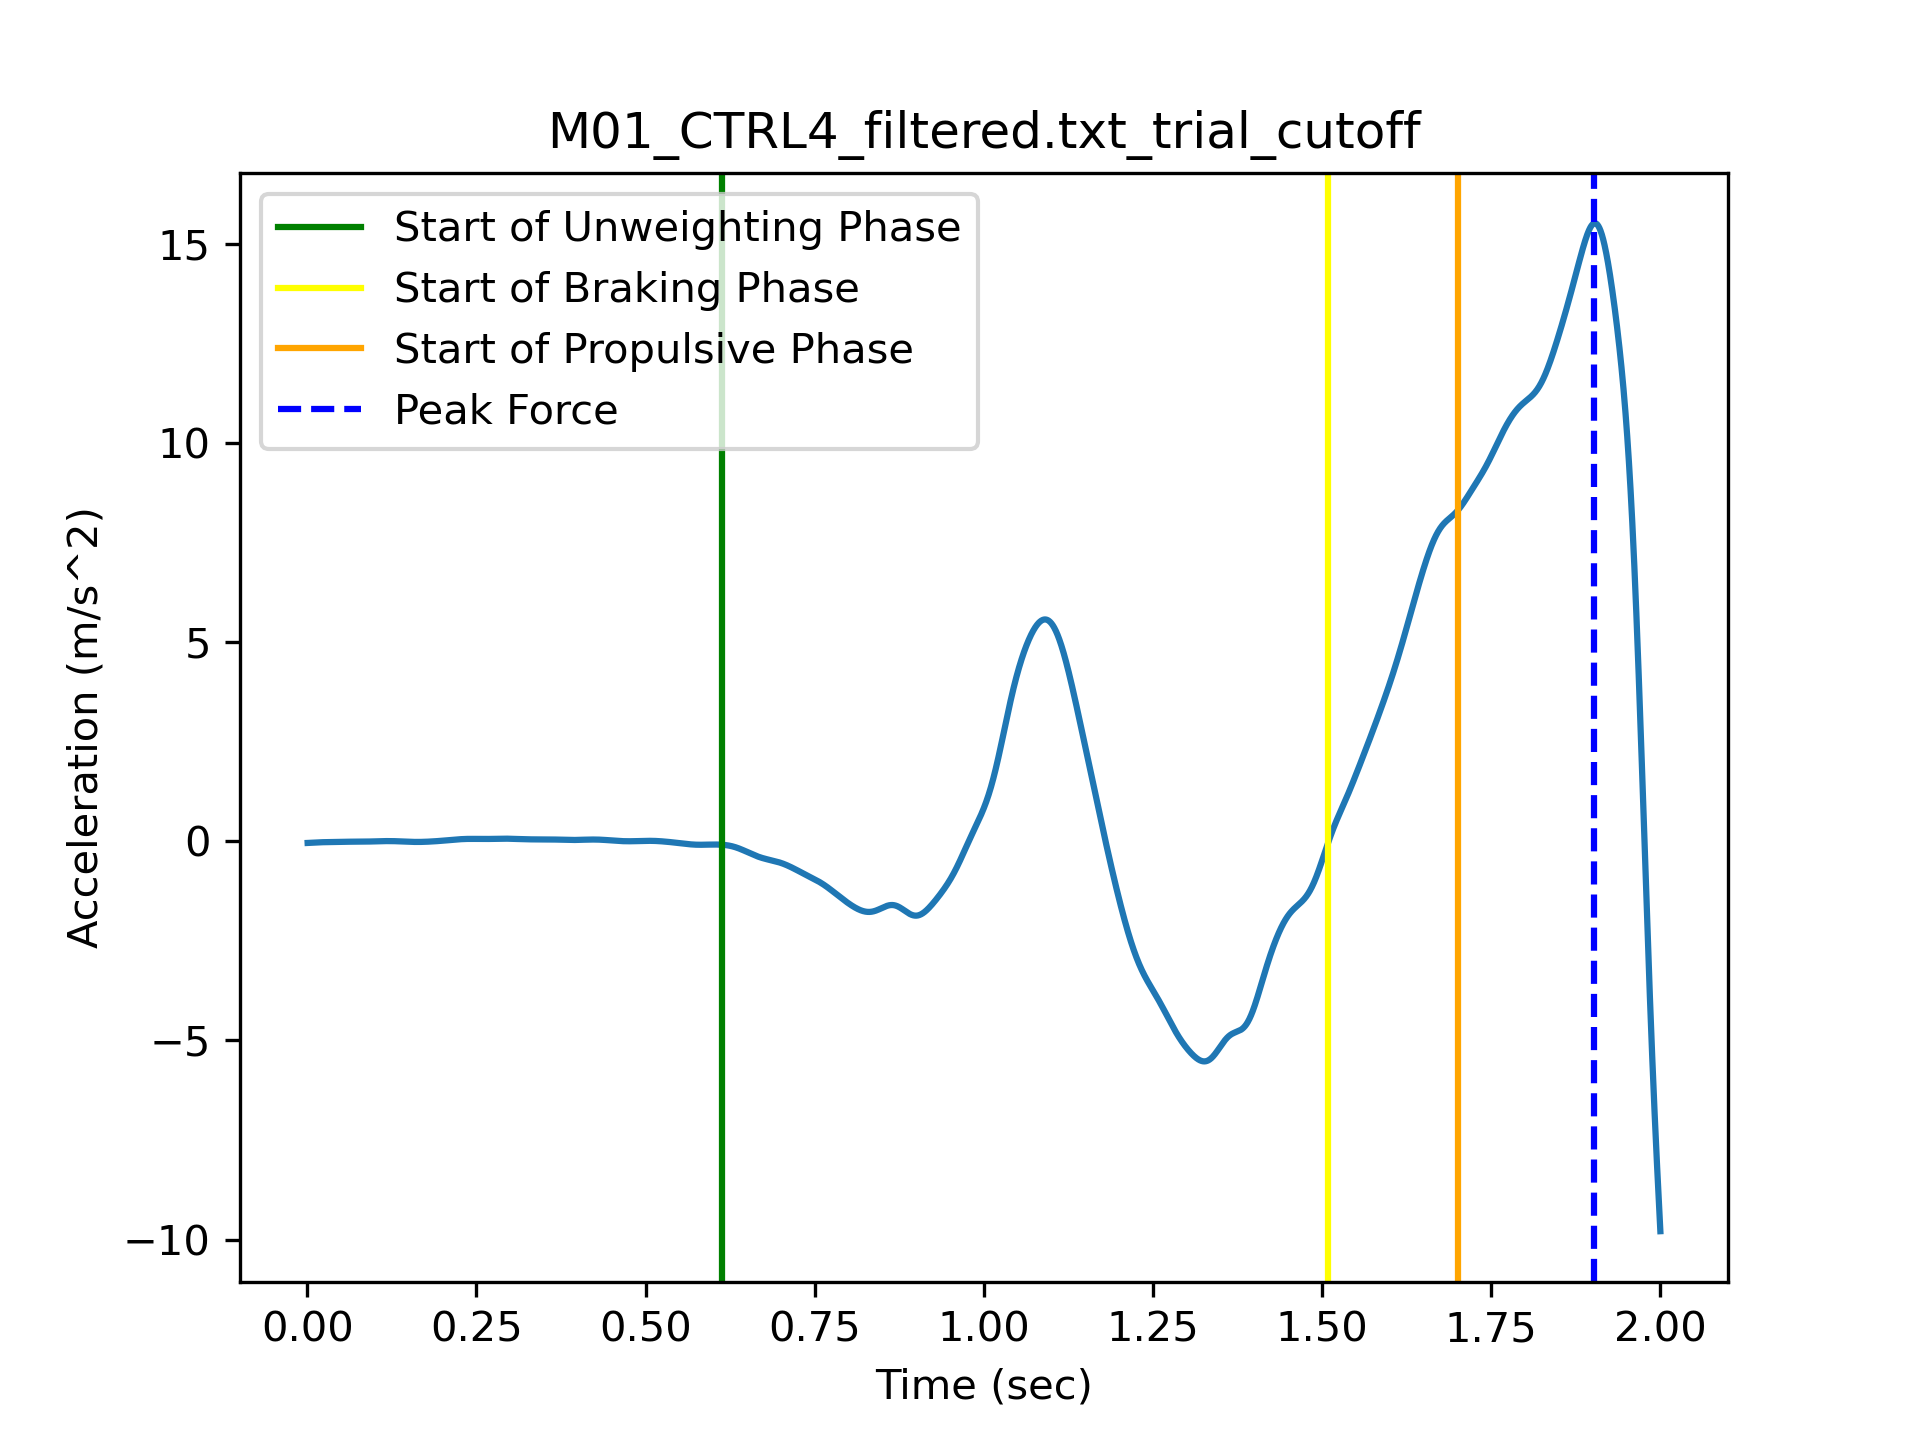 M01_CTRL4_filtered.txt_trial_cutoff
Start of Unweighting Phase
Start of Braking Phase
Start of Propulsive Phase
Peak Force
Acceleration (m/s^2)
15
10
5
0
−5
−10
0.00 0.25 0.50 0.75 1.00 1.25 1.50 1.75 2.00
Time (sec)